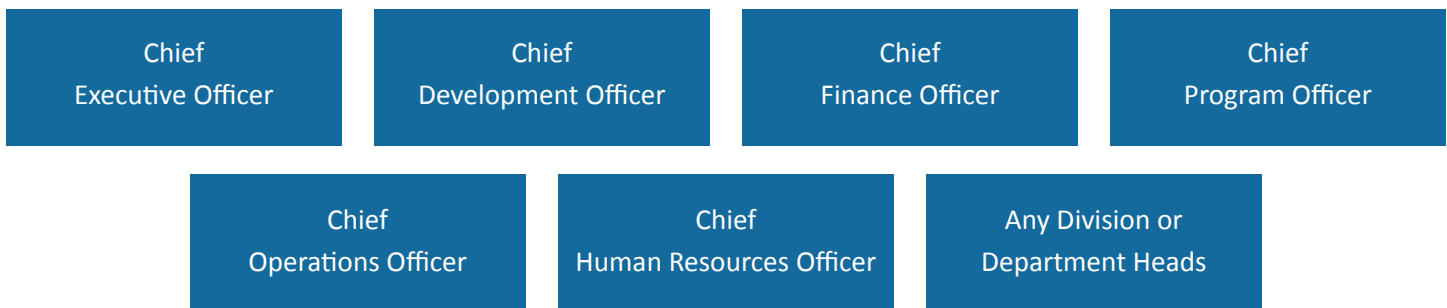 Chief
Executive Officer
Chief
Development Officer
Chief
Finance Officer
Chief
Program Officer
Chief
Operations Officer
Chief
Human Resources Officer
Any Division or
Department Heads